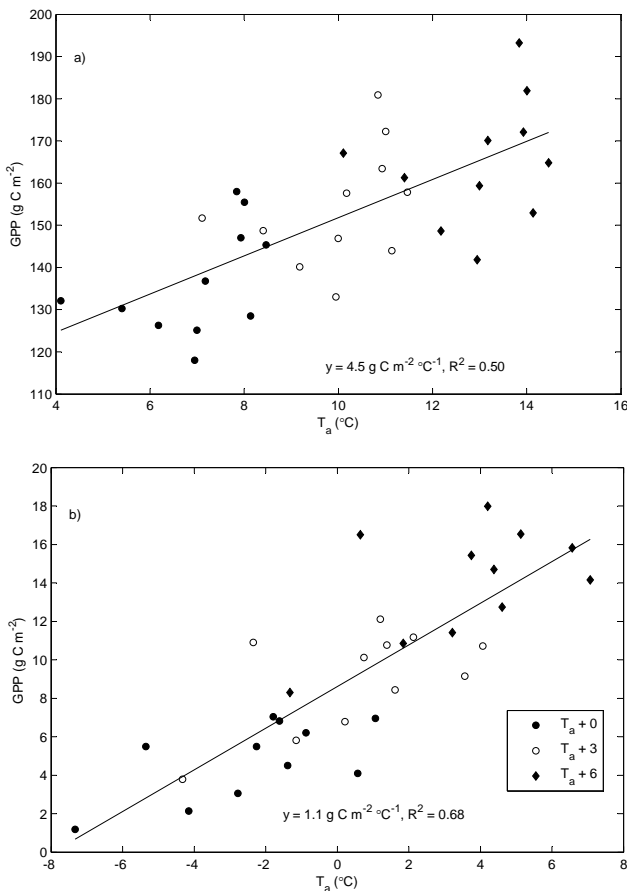 200
190
180
170
160
150
140
130
120
110
GPP (g C m-2)
a)
y = 4.5 g C m-2 °C-1, R2 = 0.50
4 6 8 10 12 14 16
Ta (°C)
20
18
16
14
12
10
8
6
4
2
0
GPP (g C m-2)
b)
Ta + 0
Ta + 3
Ta + 6
y = 1.1 g C m-2 °C-1, R2 = 0.68
-8 -6 -4 -2 0 2 4 6 8
Ta (°C)